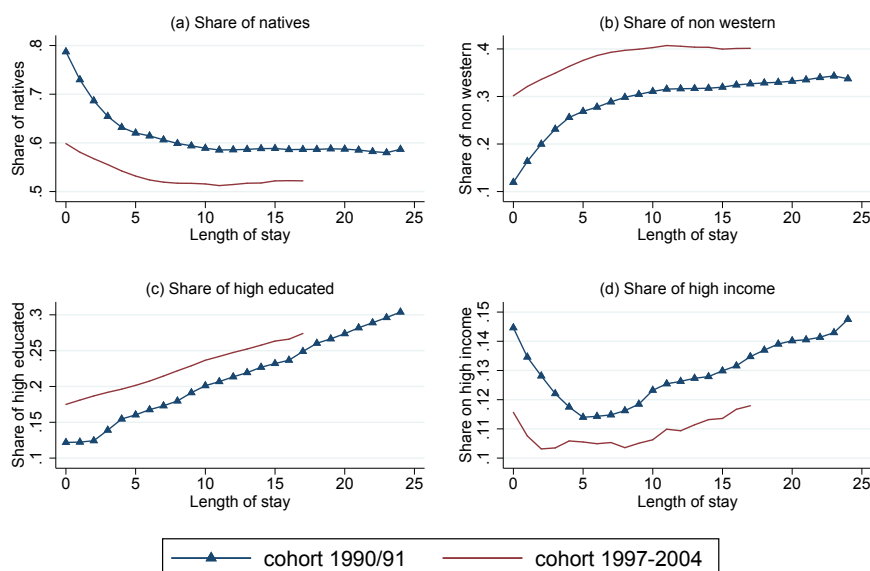 (a) Share of natives
Share of natives
.8
.7
.6
.5
0 5 10 15 20 25
Length of stay
(b) Share of non western
Share of non western
.4
.3
.2
.1
0 5 10 15 20 25
Length of stay
(c) Share of high educated
Share of high educated
.3
.25
.2
.15
.1
0 5 10 15 20 25
Length of stay
(d) Share of high income
Share on high income
.15
.14
.13
.12
.11
.1
0 5 10 15 20 25
Length of stay
cohort 1990/91
cohort 1997-2004